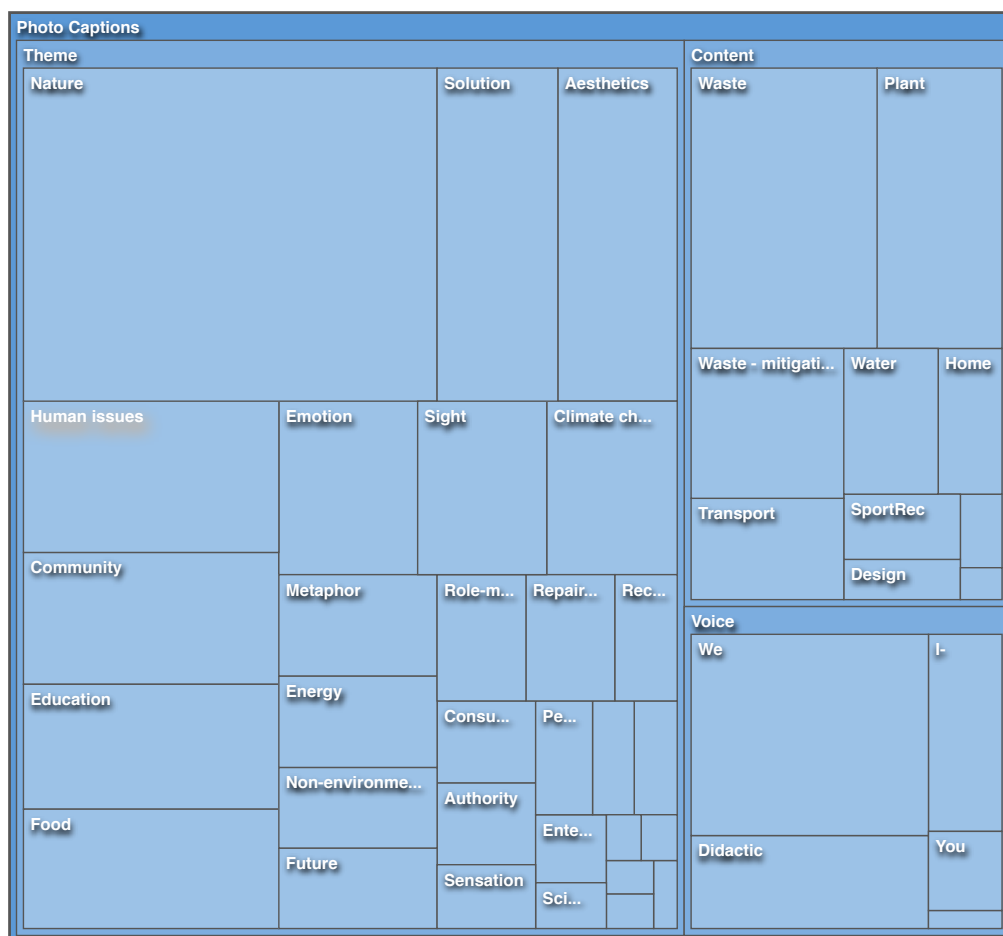 Photo Captions
Theme
Nature
Solution
Aesthetics
Human issues
Emotion
Sight
Climate ch...
Community
Metaphor
Role-m...
Repair...
Rec...
Education
Energy
Consu...
Pe...
Non-environme...
Authority
Food
Ente...
Future
Sensation
Sci...
Content
Waste
Plant
Waste - mitigati...
Water
Home
Transport
SportRec
Design
Voice
We
I-
Didactic
You